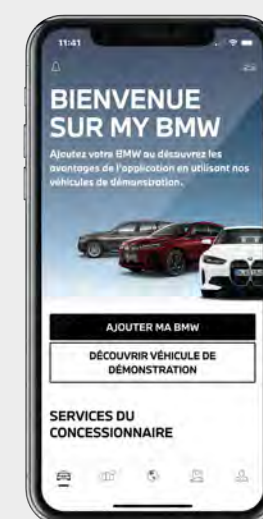 11:41
BIENVENUE
SUR MY BMW
Ajoutez votre BMW ou découvrez les
avantages de l'application en utilisant nos
véhicules de démonstration.
AJOUTER MA BMW
DÉCOUVRIR VÉHICULE DE
DÉMONSTRATION
SERVICES DU
CONCESSIONNAIRE